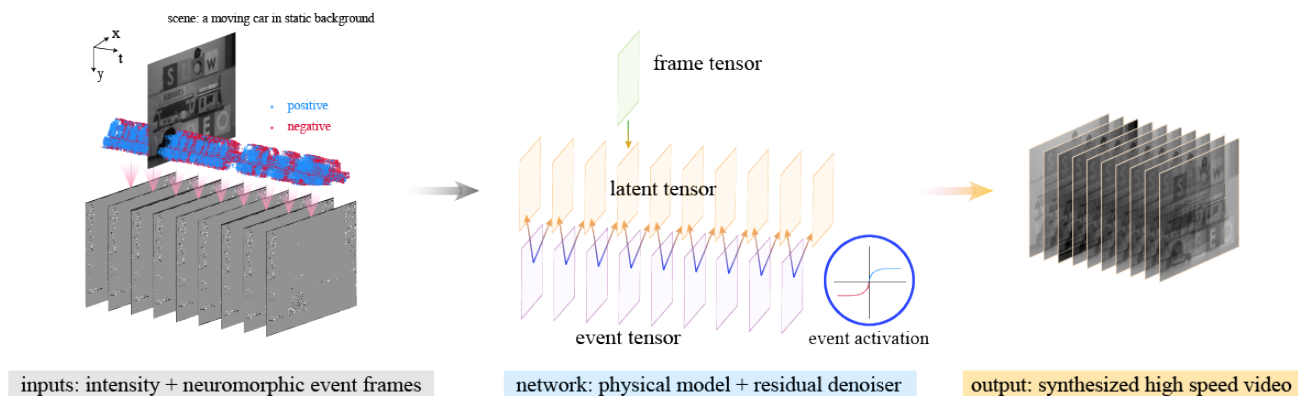 scene: a moving car in static background
x
t
y
SLOW
positive
negative
frame tensor
latent tensor
event tensor
event activation
inputs: intensity + neuromorphic event frames
network: physical model + residual denoiser
output: synthesized high speed video